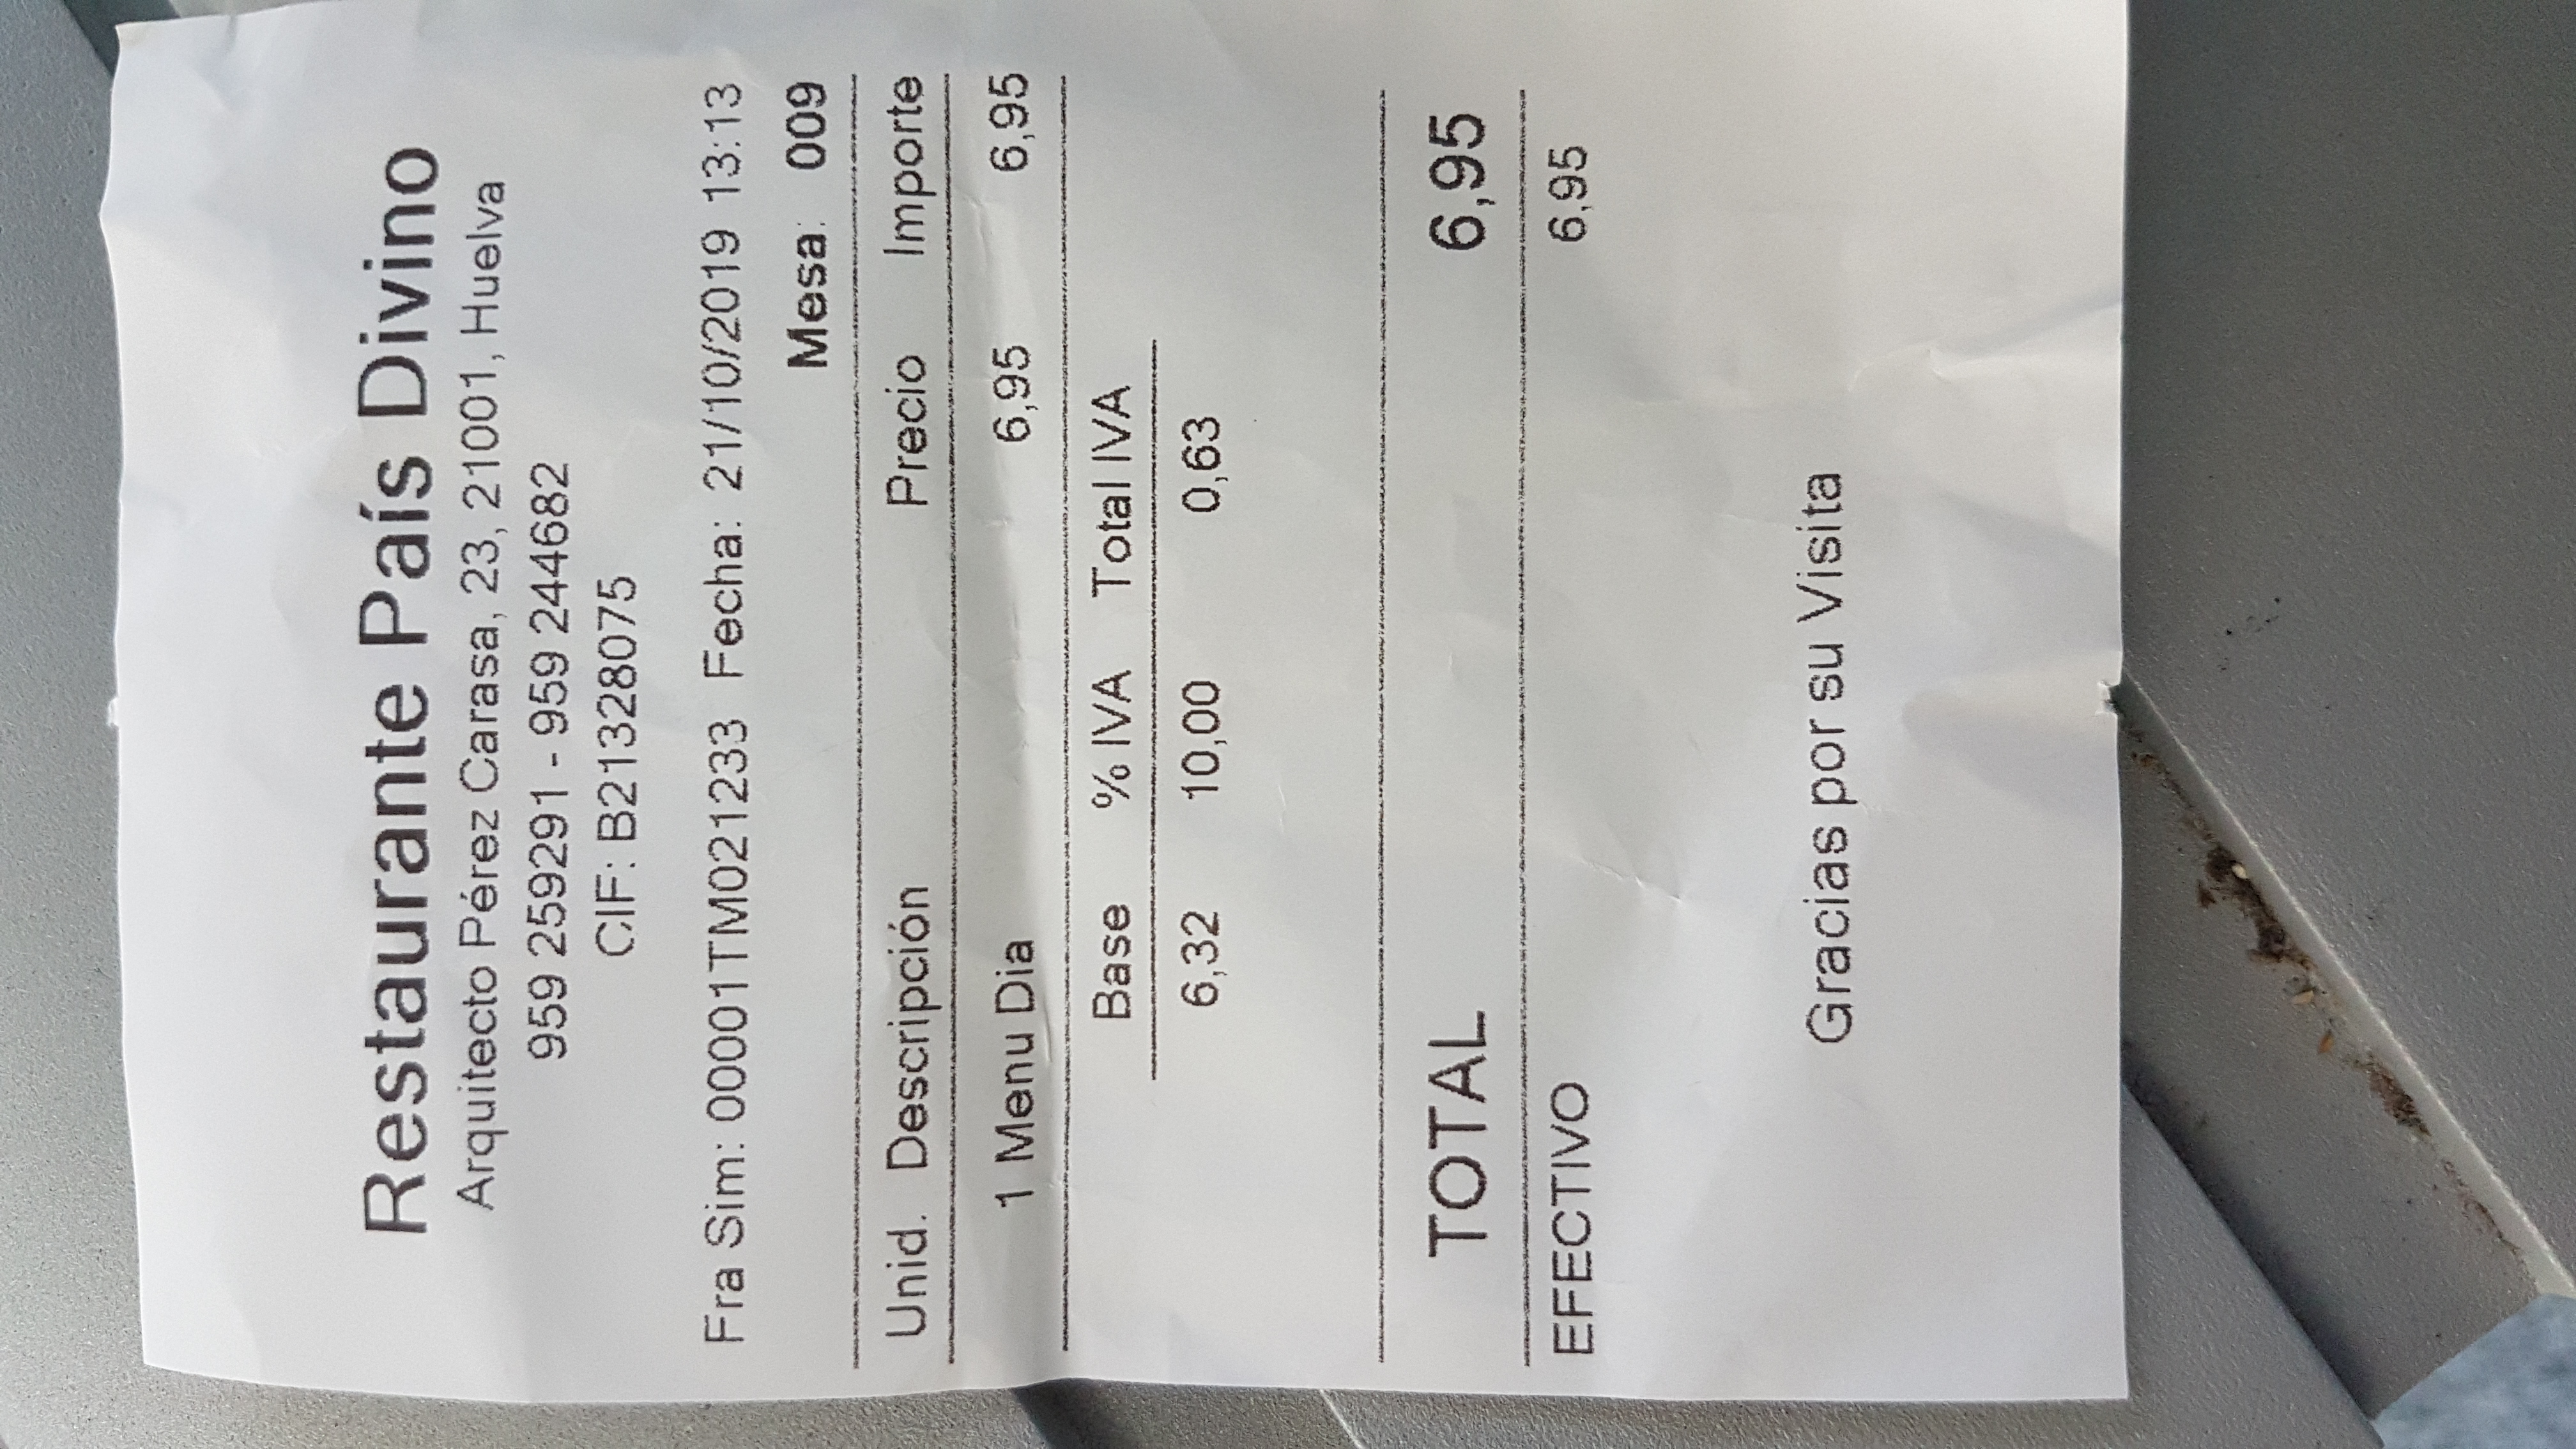 Restaurante País Divino
Arquitecto Pérez Carasa, 23, 21001, Huelva
959 259291 - 959 244682
CIF: B21328075
Fra Sim: 00001TM021233 Fecha: 21/10/2019 13:13
Mesa: 009
Unid. Descripción Precio Importe
1 Menu Dia 6,95 6,95
Base % IVA Total IVA
6,32 10,00 0,63
TOTAL 6,95
EFECTIVO 6,95
Gracias por su Visita